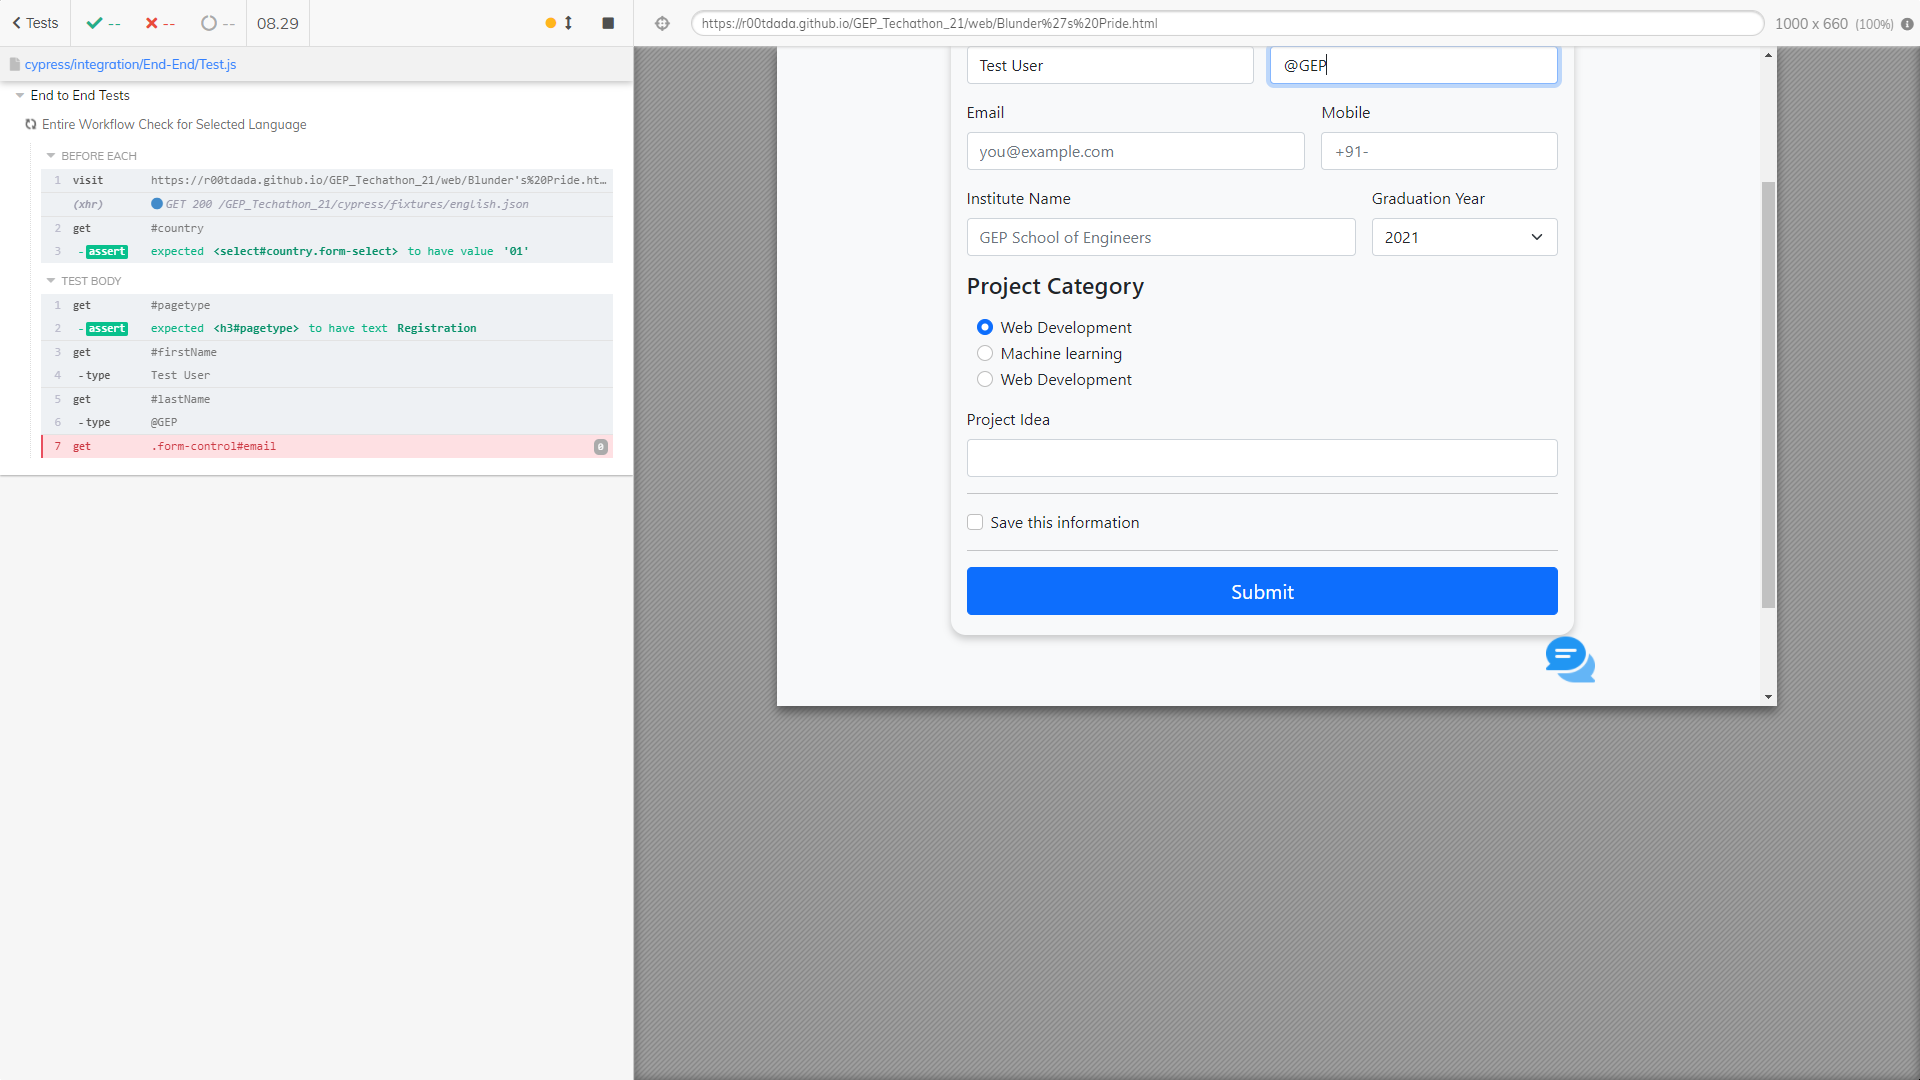 Tests
--
--
--
08.29
https://r00tdada.github.io/GEP_Techathon_21/web/Blunder%27s%20Pride.html
1000 x 660 (100%)
cypress/integration/End-End/Test.js
End to End Tests
Entire Workflow Check for Selected Language
BEFORE EACH
1 visit https://r00tdada.github.io/GEP_Techathon_21/web/Blunder's%20Pride.ht...
(xhr) GET 200 /GEP_Techathon_21/cypress/fixtures/english.json
2 get #country
3 -assert expected <select#country.form-select> to have value '01'
TEST BODY
1 get #pagetype
2 -assert expected <h3#pagetype> to have text Registration
3 get #firstName
4 -type Test User
5 get #lastName
6 -type @GEP
7 get .form-control#email 0
Test User
@GEP
Email
Mobile
you@example.com
+91-
Institute Name
Graduation Year
GEP School of Engineers
2021
Project Category
Web Development
Machine learning
Web Development
Project Idea
Save this information
Submit